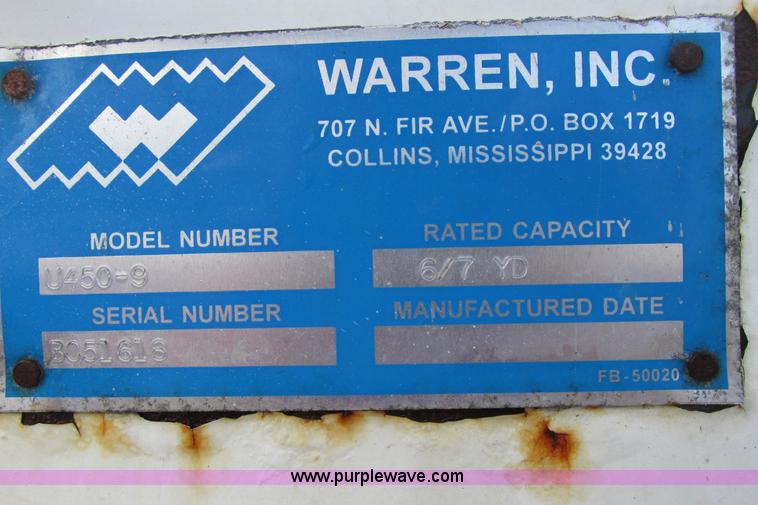 WARREN, INC.
707 N. FIR AVE./P.O. BOX 1719
COLLINS, MISSISSIPPI 39428
MODEL NUMBER
U450-9
RATED CAPACITY
6/7 YD
SERIAL NUMBER
BC51616
MANUFACTURED DATE
FB-50020
www.purplewave.com